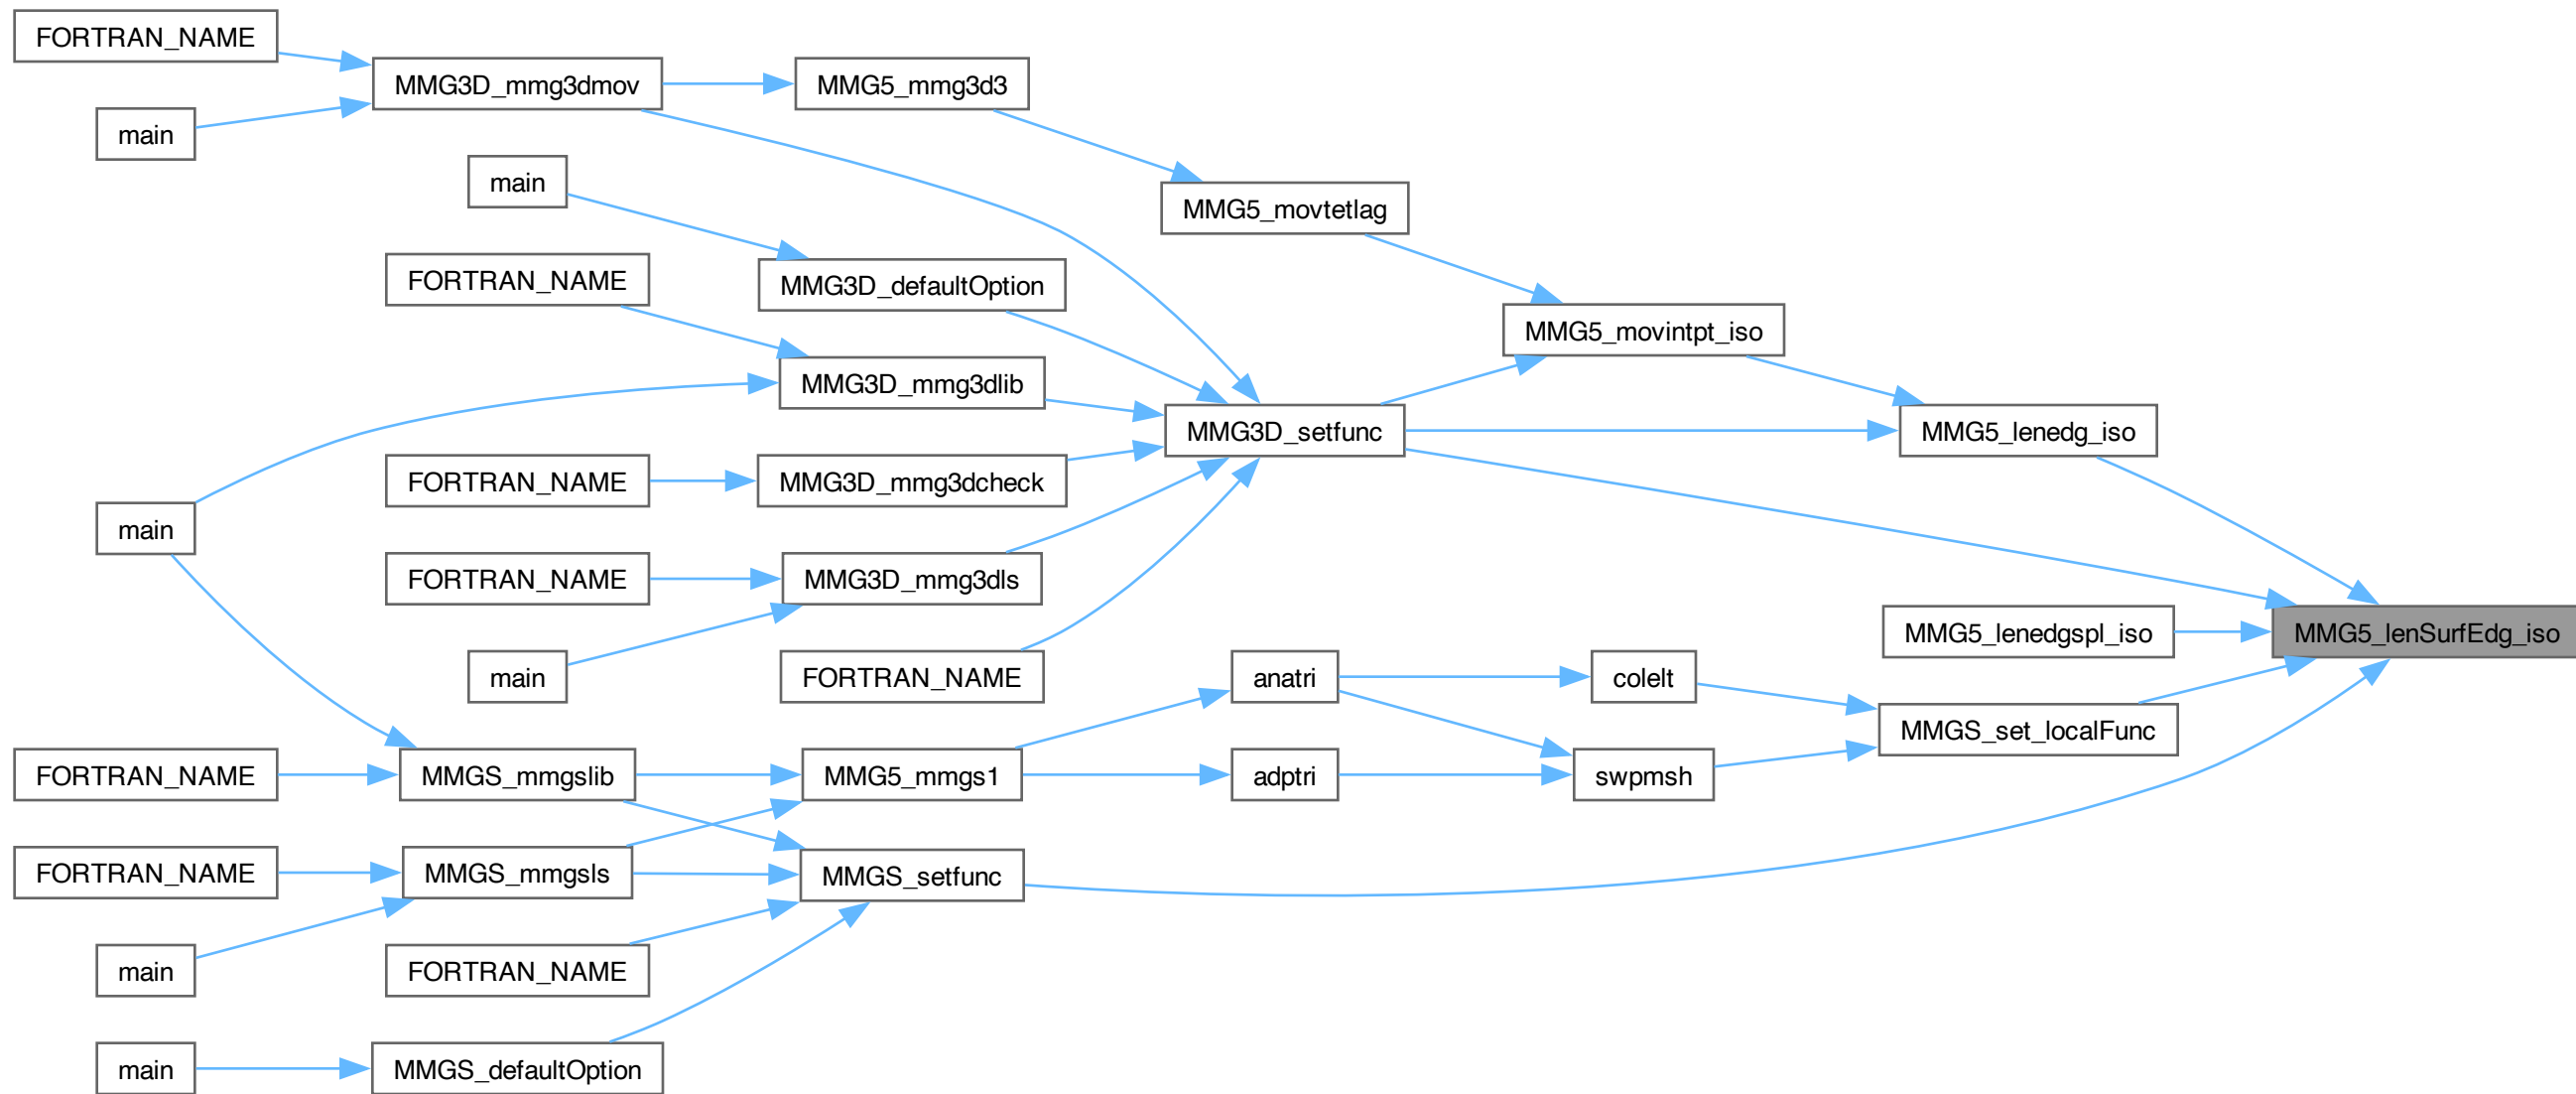 FORTRAN_NAME
MMG3D_mmg3dmov
MMG5_mmg3d3
main
main
MMG5_movtetlag
FORTRAN_NAME
MMG3D_defaultOption
MMG5_movintpt_iso
MMG3D_mmg3dlib
MMG3D_setfunc
MMG5_lenedg_iso
FORTRAN_NAME
MMG3D_mmg3dcheck
main
FORTRAN_NAME
MMG3D_mmg3dls
MMG5_lenedgspl_iso
MMG5_lenSurfEdg_iso
main
FORTRAN_NAME
anatri
colelt
MMGS_set_localFunc
FORTRAN_NAME
MMGS_mmgslib
MMG5_mmgs1
adptri
swpmsh
FORTRAN_NAME
MMGS_mmgsls
MMGS_setfunc
main
FORTRAN_NAME
main
MMGS_defaultOption